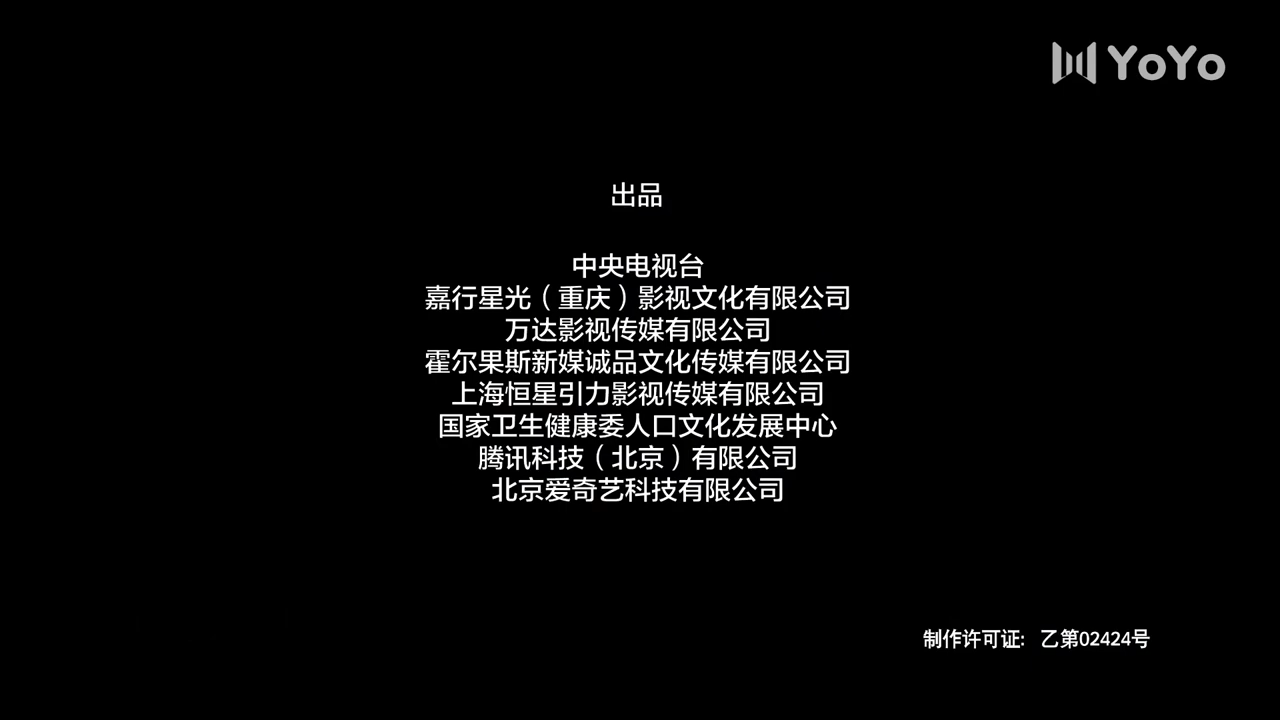 YoYo
出品
中央电视台
嘉行星光（重庆）影视文化有限公司
万达影视传媒有限公司
霍尔果斯新媒诚品文化传媒有限公司
上海恒星引力影视传媒有限公司
国家卫生健康委人口文化发展中心
腾讯科技（北京）有限公司
北京爱奇艺科技有限公司
制作许可证: 乙第02424号